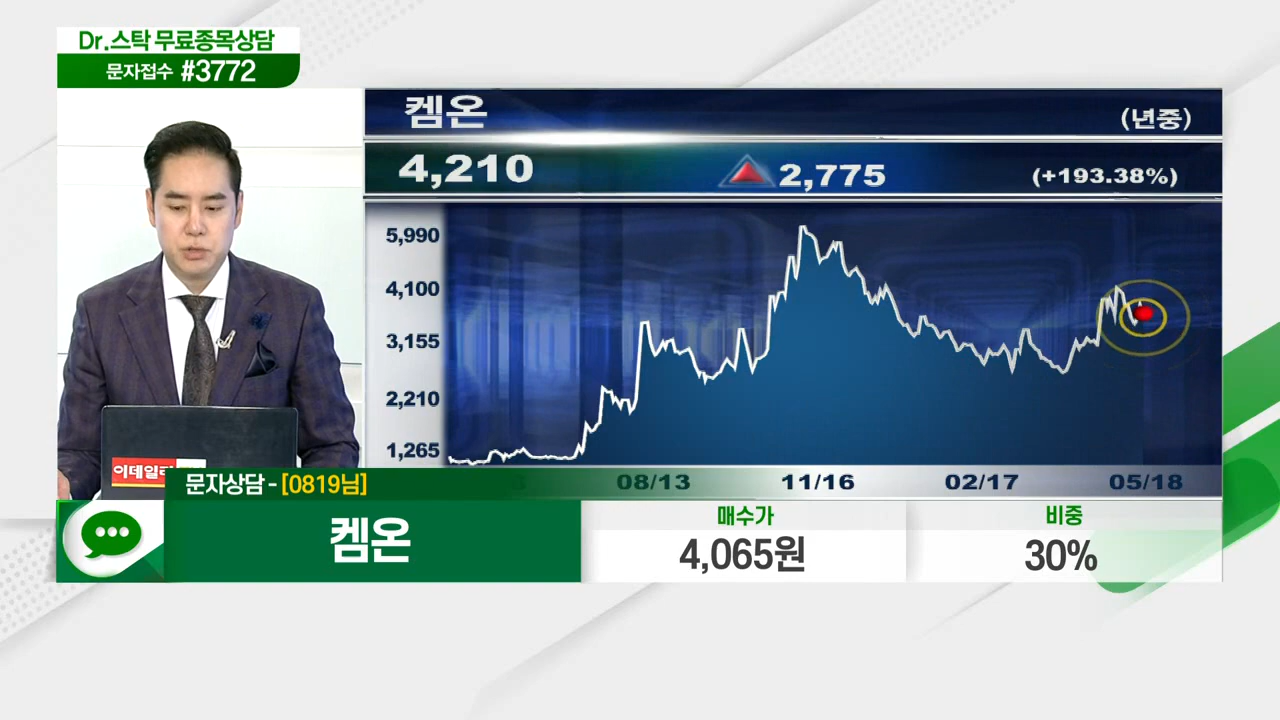 Dr.스탁 무료종목상담
문자접수 #3772
켐온
(년중)
4,210 2,775 (+193.38%)
5,990
4,100
3,155
2,210
1,265
08/13 11/16 02/17 05/18
이데일리
문자상담 - [0819님]
켐온
매수가
4,065원
비중
30%